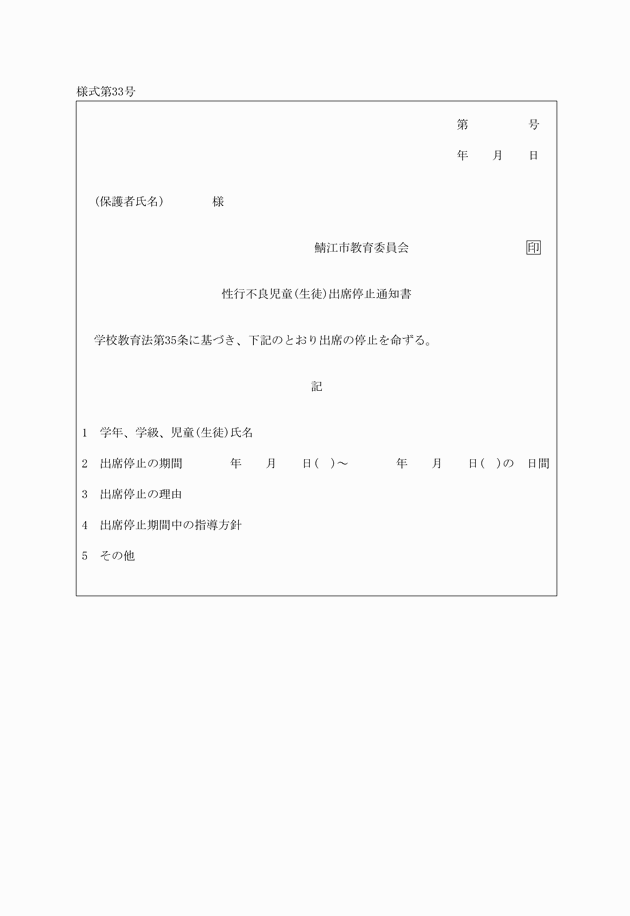 様式第33号
第　　　　　号
年　　月　　日
(保護者氏名)　　　　様
鯖江市教育委員会　　　　　　　　　　印
性行不良児童(生徒)出席停止通知書
学校教育法第35条に基づき、下記のとおり出席の停止を命ずる。
記
1　学年、学級、児童(生徒)氏名
2　出席停止の期間　　　　年　　月　　日(　)～　　　　年　　月　　日(　)の　日間
3　出席停止の理由
4　出席停止期間中の指導方針
5　その他